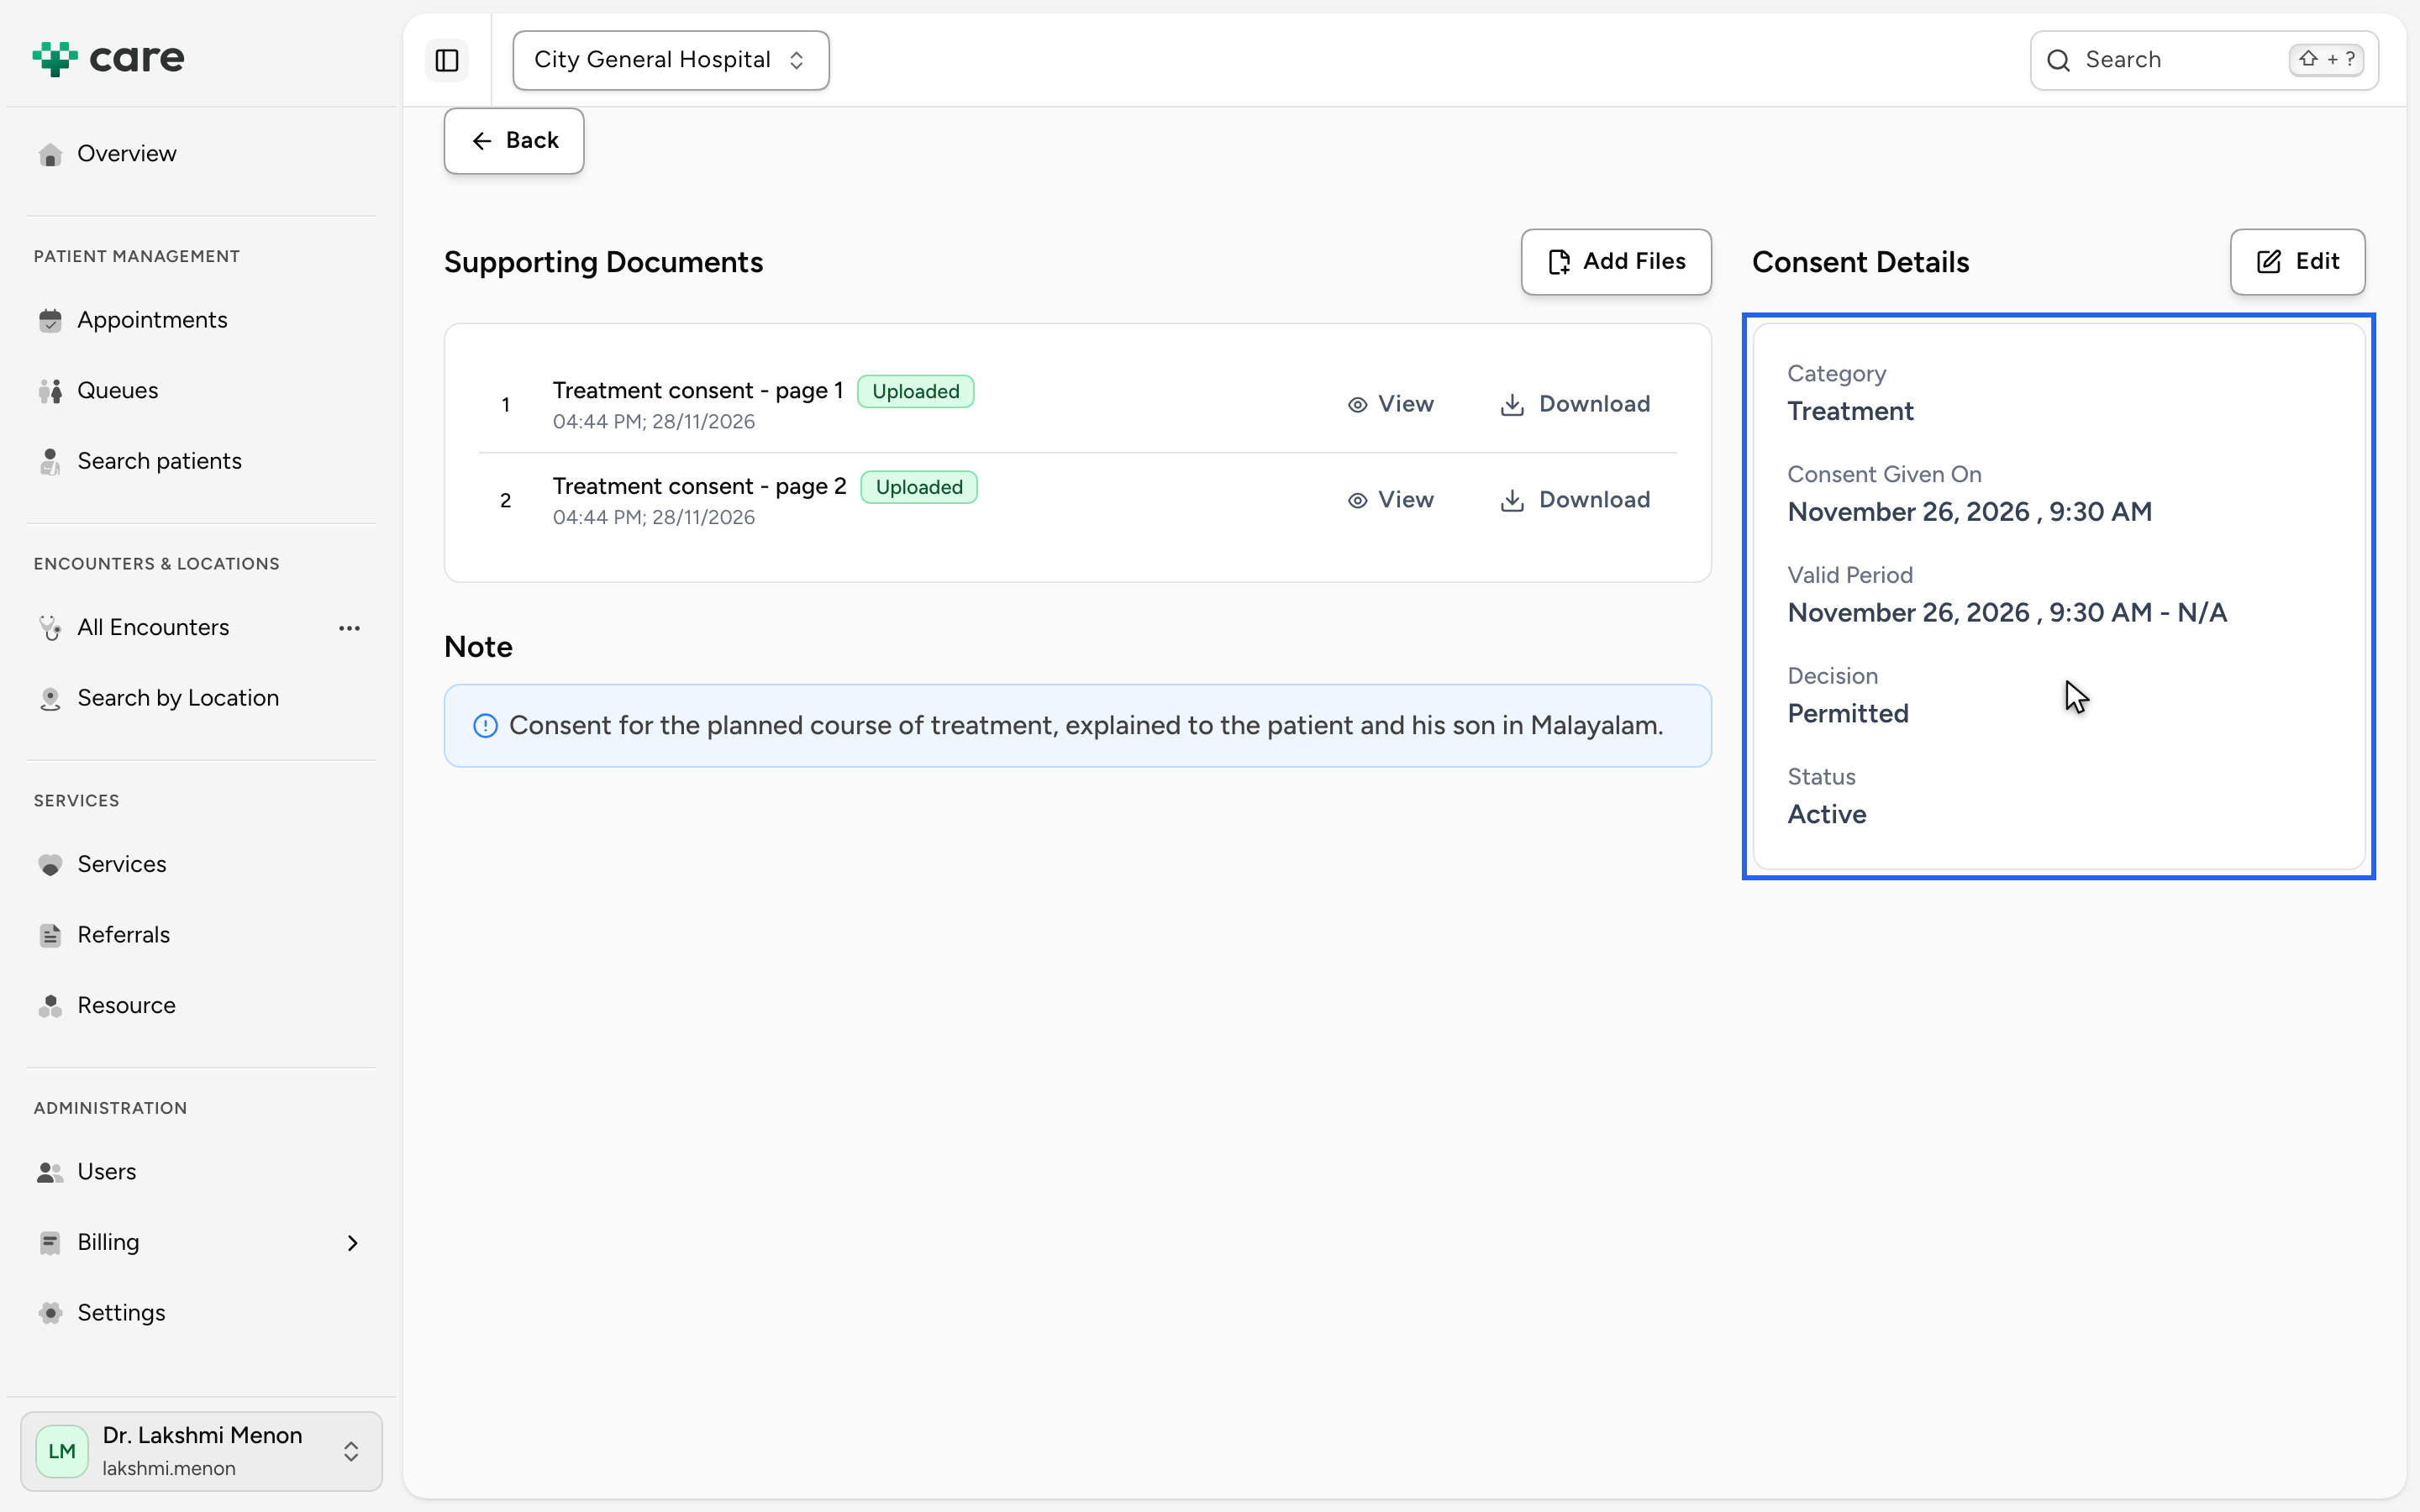 care
City General Hospital
Search
+ ?
Overview
PATIENT MANAGEMENT
Appointments
Queues
Search patients
ENCOUNTERS & LOCATIONS
All Encounters
Search by Location
SERVICES
Services
Referrals
Resource
ADMINISTRATION
Users
Billing
Settings
LM
Dr. Lakshmi Menon
lakshmi.menon
Back
Supporting Documents
Add Files
1
Treatment consent - page 1 Uploaded
04:44 PM; 28/11/2026
View
Download
2
Treatment consent - page 2 Uploaded
04:44 PM; 28/11/2026
View
Download
Note
Consent for the planned course of treatment, explained to the patient and his son in Malayalam.
Consent Details
Edit
Category
Treatment
Consent Given On
November 26, 2026 , 9:30 AM
Valid Period
November 26, 2026 , 9:30 AM - N/A
Decision
Permitted
Status
Active